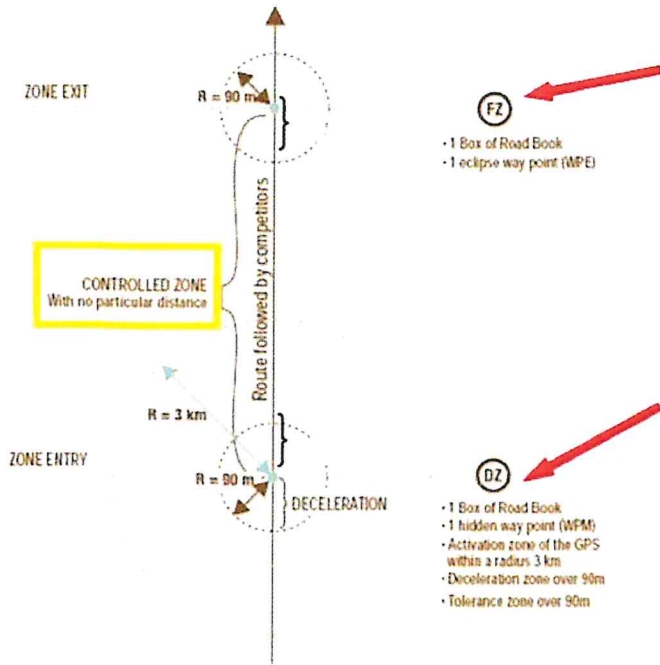 ZONE EXIT
R = 90 m
FZ
· 1 Box of Road Book
· 1 eclipse way point (WPE)
Route followed by competitors
CONTROLLED ZONE
With no particular distance
R = 3 km
ZONE ENTRY
R = 90 m
DECELERATION
DZ
· 1 Box of Road Book
· 1 hidden way point (WPM)
· Activation zone of the GPS
within a radius 3 km
· Deceleration zone over 90m
· Tolerance zone over 90m